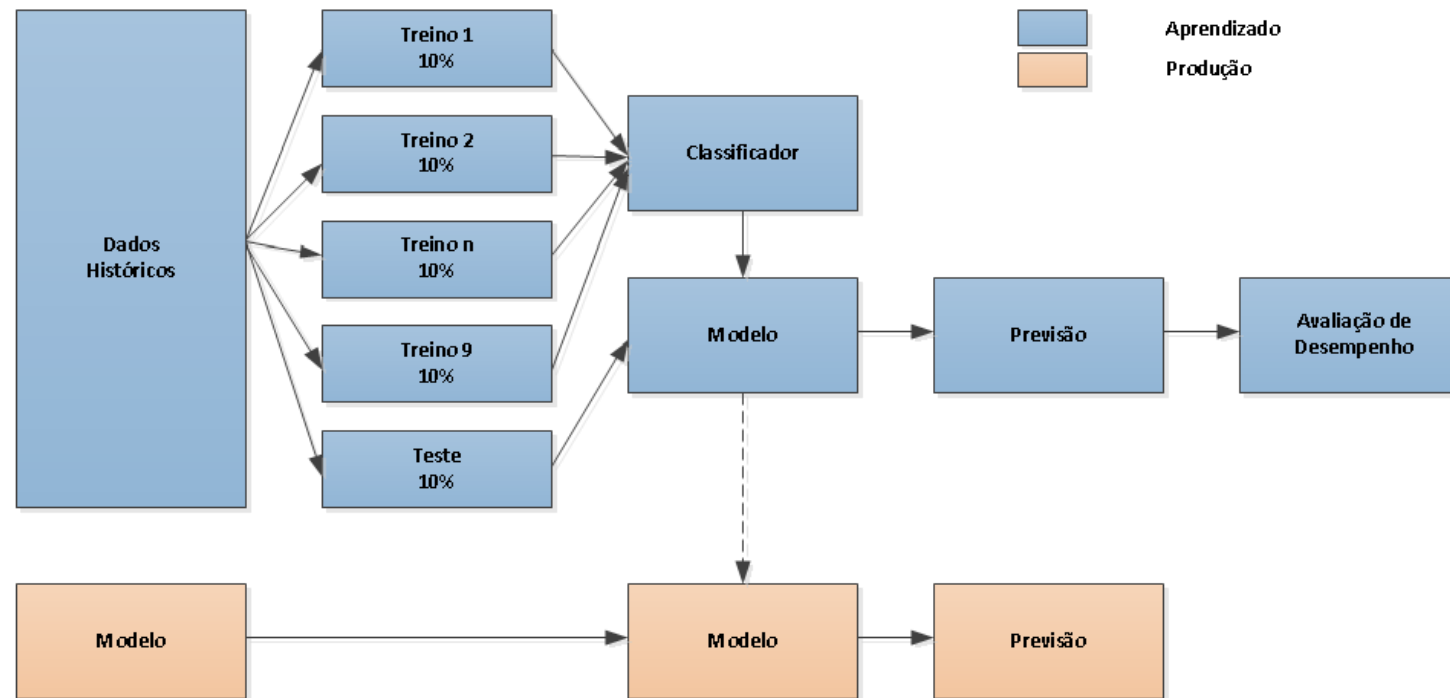 Treino 1
10%
Aprendizado
Produção
Treino 2
10%
Classificador
Dados
Históricos
Treino n
10%
Treino 9
10%
Modelo
Previsão
Avaliação de
Desempenho
Teste
10%
Modelo
Modelo
Previsão